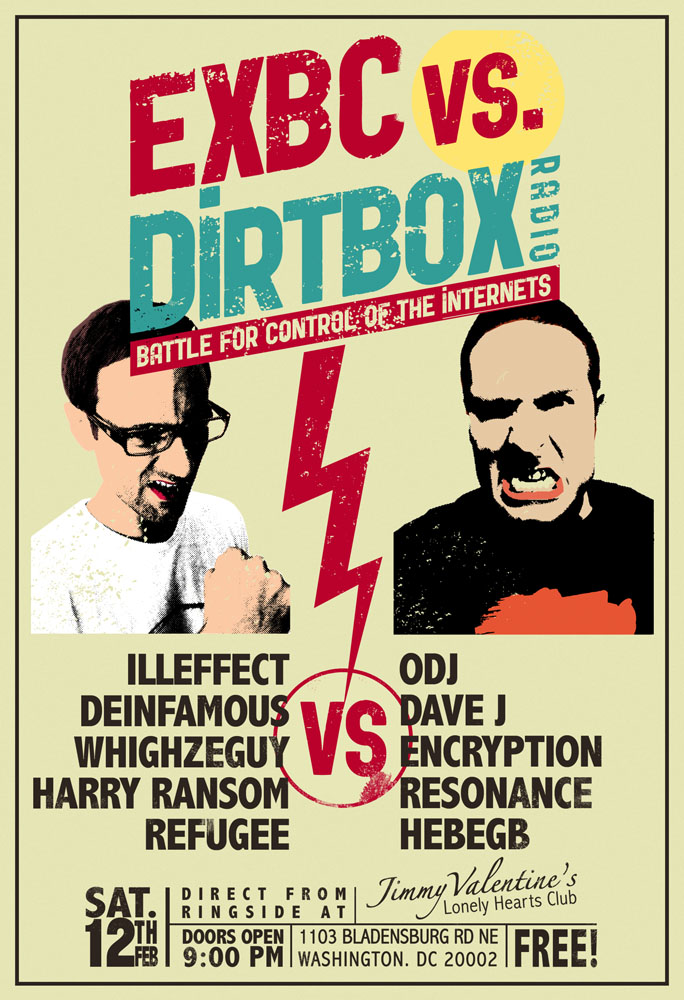 EXBC VS.
DiRTBOX RADIO
BATTLE FOR CONTROL OF THE iNTERNETS
ILLEFFECT
DEINFAMOUS
WHIGHZEGUY
HARRY RANSOM
REFUGEE
VS
ODJ
DAVE J
ENCRYPTION
RESONANCE
HEBEGB
SAT.
12TH FEB
DIRECT FROM
RINGSIDE AT
Jimmy Valentine's
Lonely Hearts Club
DOORS OPEN
9:00 PM
1103 BLADENSBURG RD NE
WASHINGTON. DC 20002
FREE!